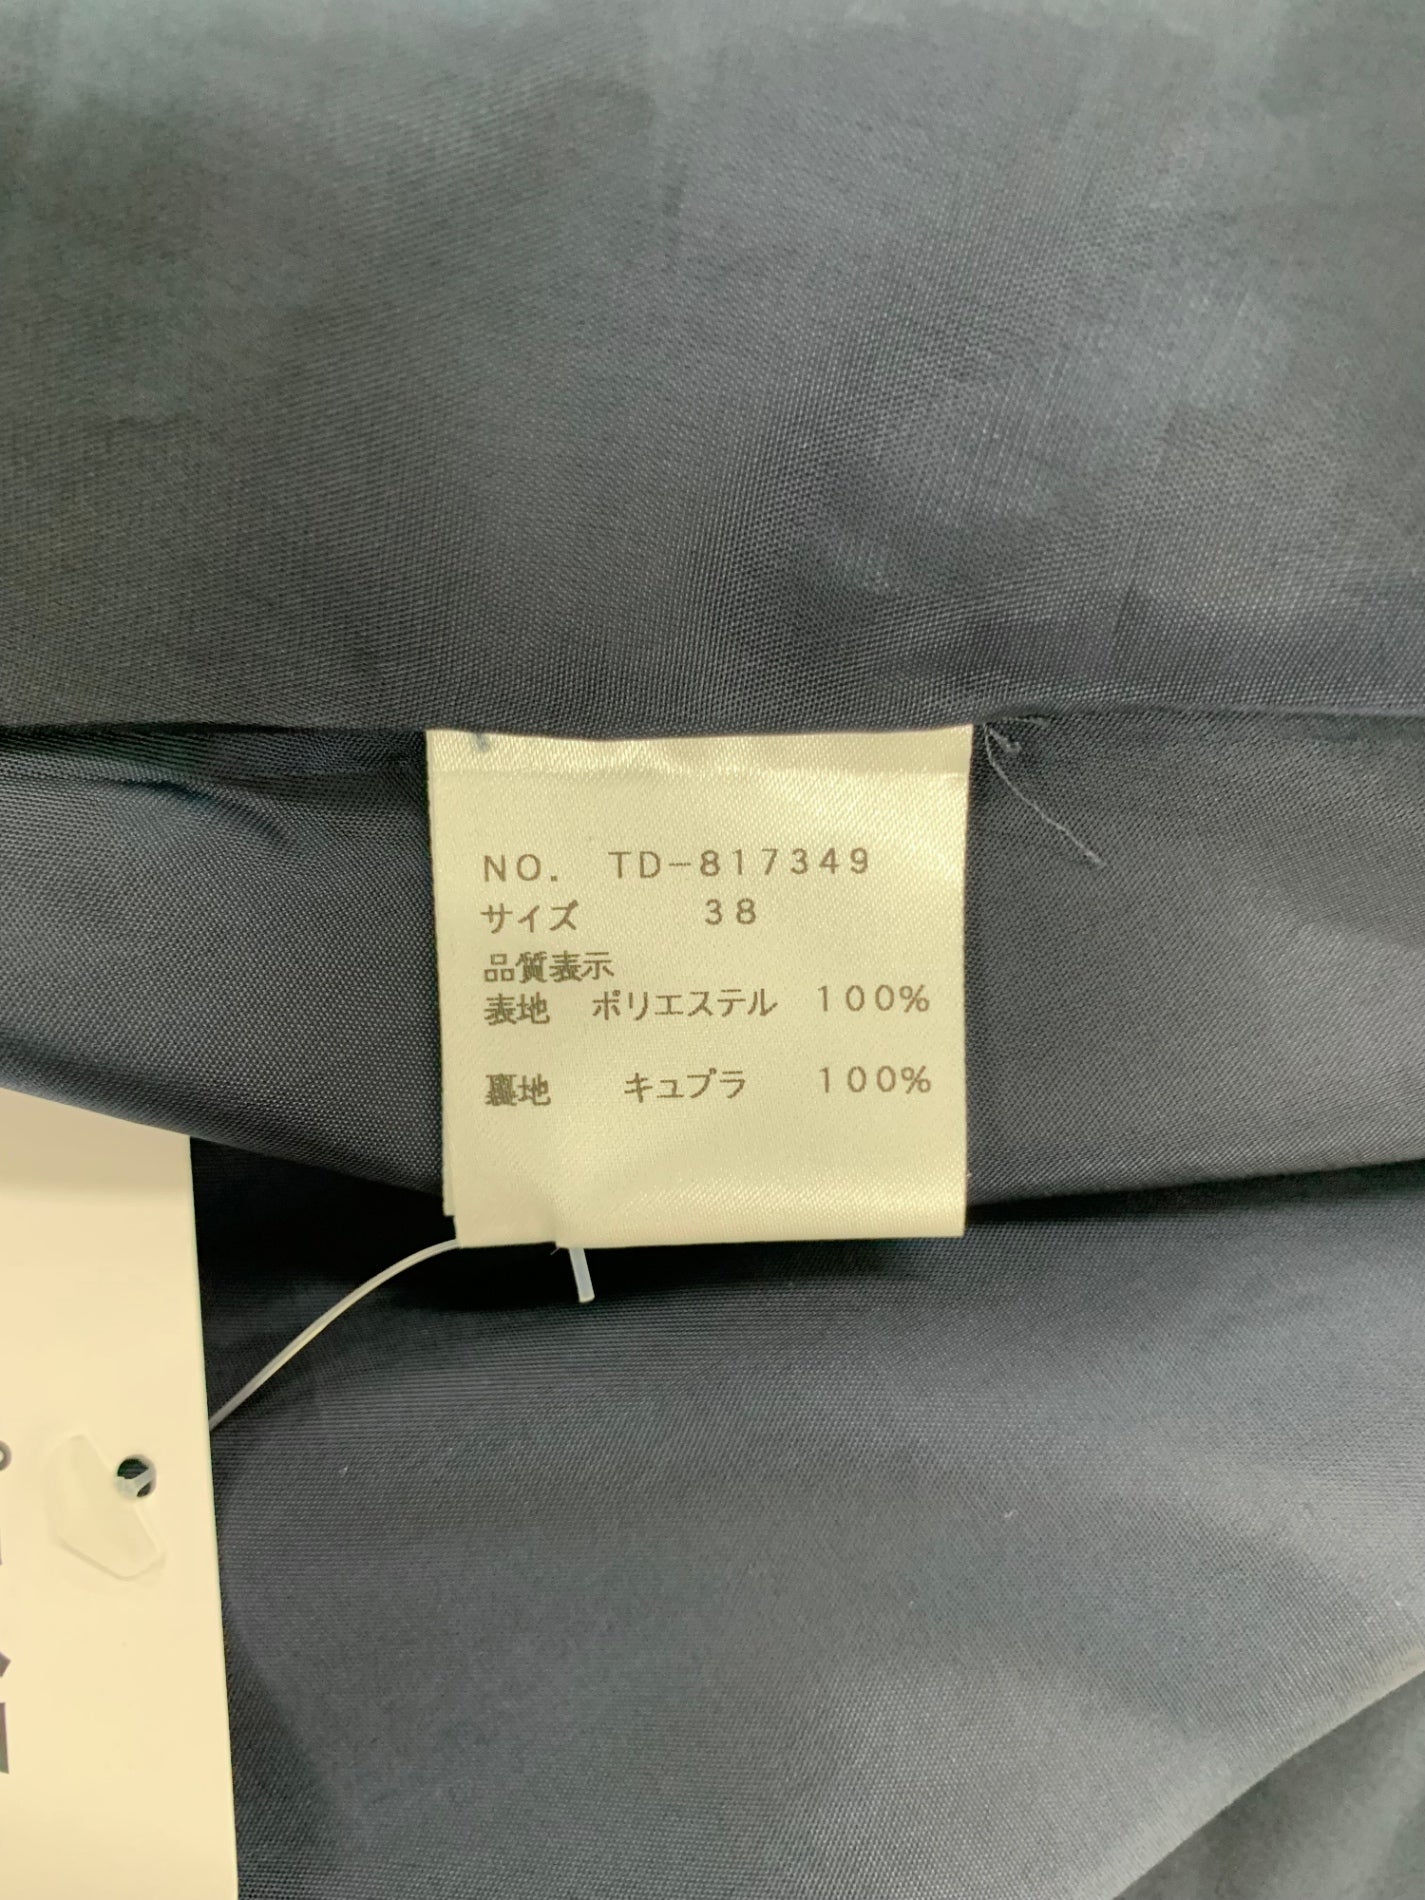 NO. TD-817349
サイズ 38
品質表示
表地 ポリエステル 100%
裏地 キュプラ 100%